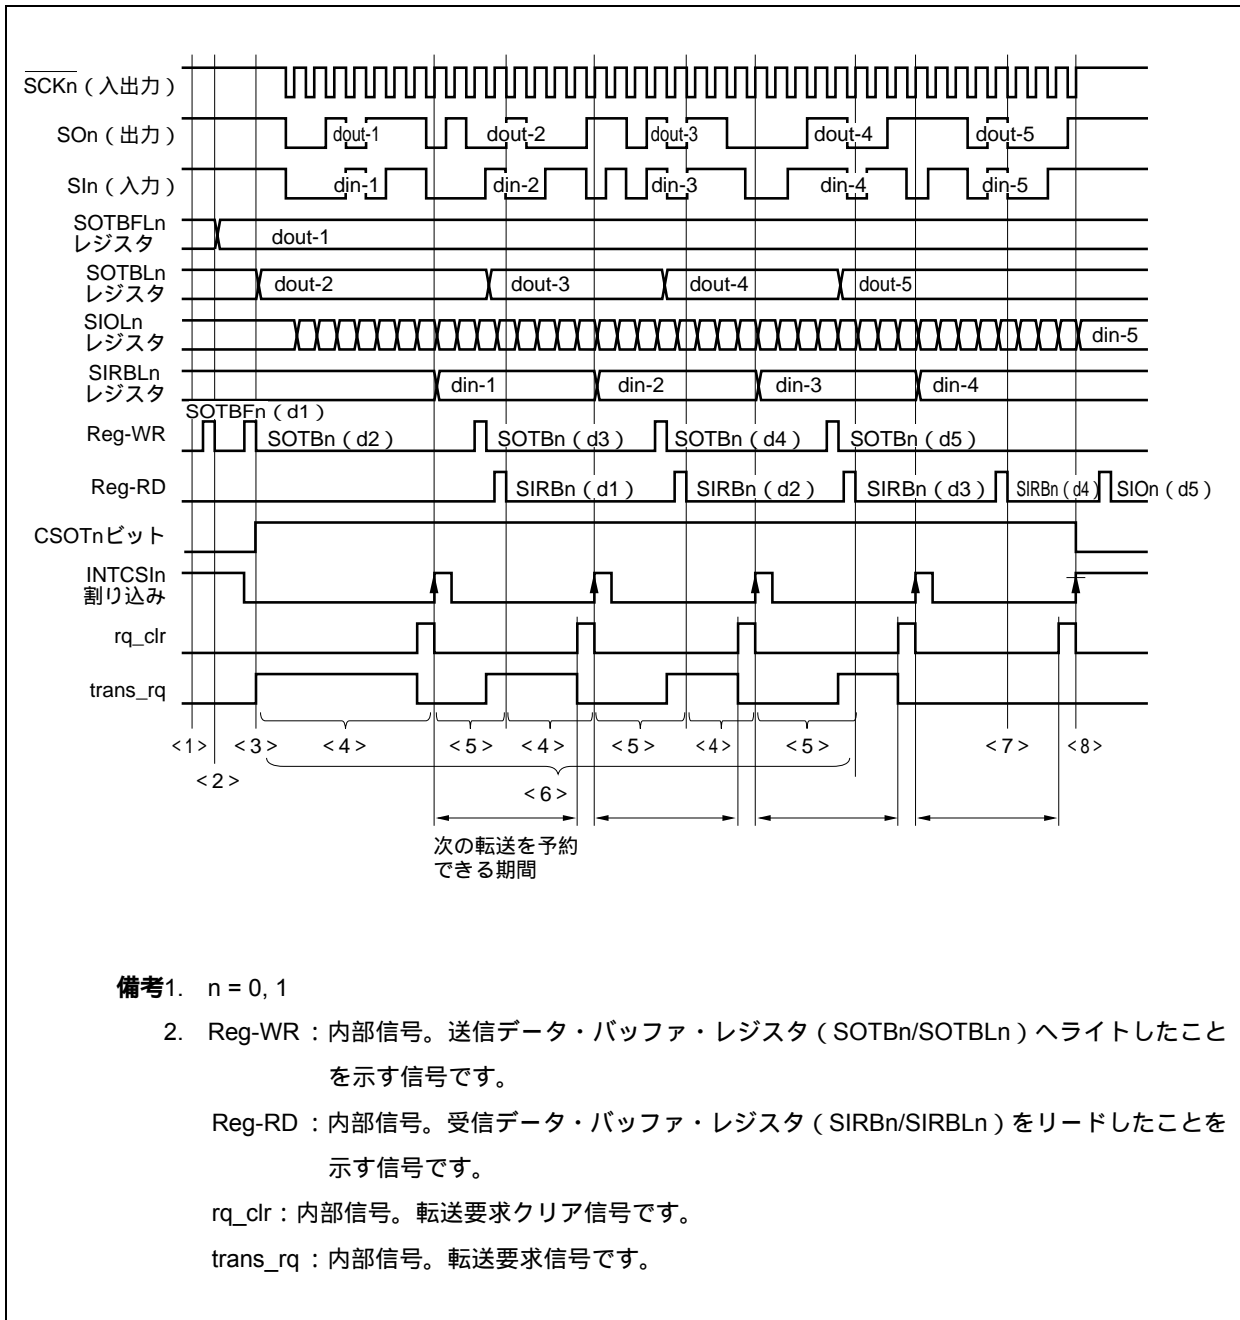 SCKn（入出力）
SOn（出力） dout-1 dout-2 dout-3 dout-4 dout-5
SIn（入力） din-1 din-2 din-3 din-4 din-5
SOTBFLn
レジスタ dout-1
SOTBLn
レジスタ dout-2 dout-3 dout-4 dout-5
SIOLn
レジスタ din-5
SIRBLn
レジスタ din-1 din-2 din-3 din-4
SOTBFn（d1）
Reg-WR SOTBn（d2） SOTBn（d3） SOTBn（d4） SOTBn（d5）
Reg-RD SIRBn（d1） SIRBn（d2） SIRBn（d3） SIRBn（d4） SIOn（d5）
CSOTnビット
INTCSIn
割り込み
rq_clr
trans_rq
<1> <3> <4> <5> <4> <5> <4> <5> <7> <8>
<2>
<6>
次の転送を予約
できる期間
備考1. n = 0, 1
2. Reg-WR：内部信号。送信データ・バッファ・レジスタ（SOTBn/SOTBLn）へライトしたこと
を示す信号です。
Reg-RD：内部信号。受信データ・バッファ・レジスタ（SIRBn/SIRBLn）をリードしたことを
示す信号です。
rq_clr：内部信号。転送要求クリア信号です。
trans_rq：内部信号。転送要求信号です。